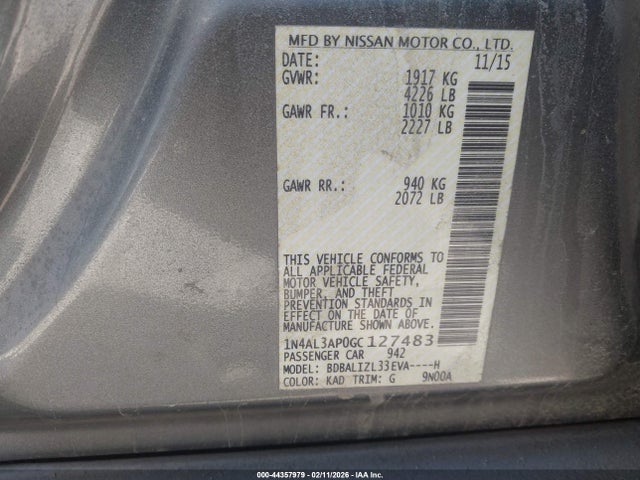 MFD BY NISSAN MOTOR CO., LTD.
DATE: 11/15
GVWR: 1917 KG
4226 LB
GAWR FR.: 1010 KG
2227 LB
GAWR RR.: 940 KG
2072 LB
THIS VEHICLE CONFORMS TO
ALL APPLICABLE FEDERAL
MOTOR VEHICLE SAFETY,
BUMPER, AND THEFT
PREVENTION STANDARDS IN
EFFECT ON THE DATE OF
MANUFACTURE SHOWN ABOVE.
1N4AL3AP0GC127483
PASSENGER CAR 942
MODEL: BDBALIZL33EVA----H
COLOR: KAD TRIM: G 9N00A
000-44357979 - 02/11/2026 - IAA Inc.